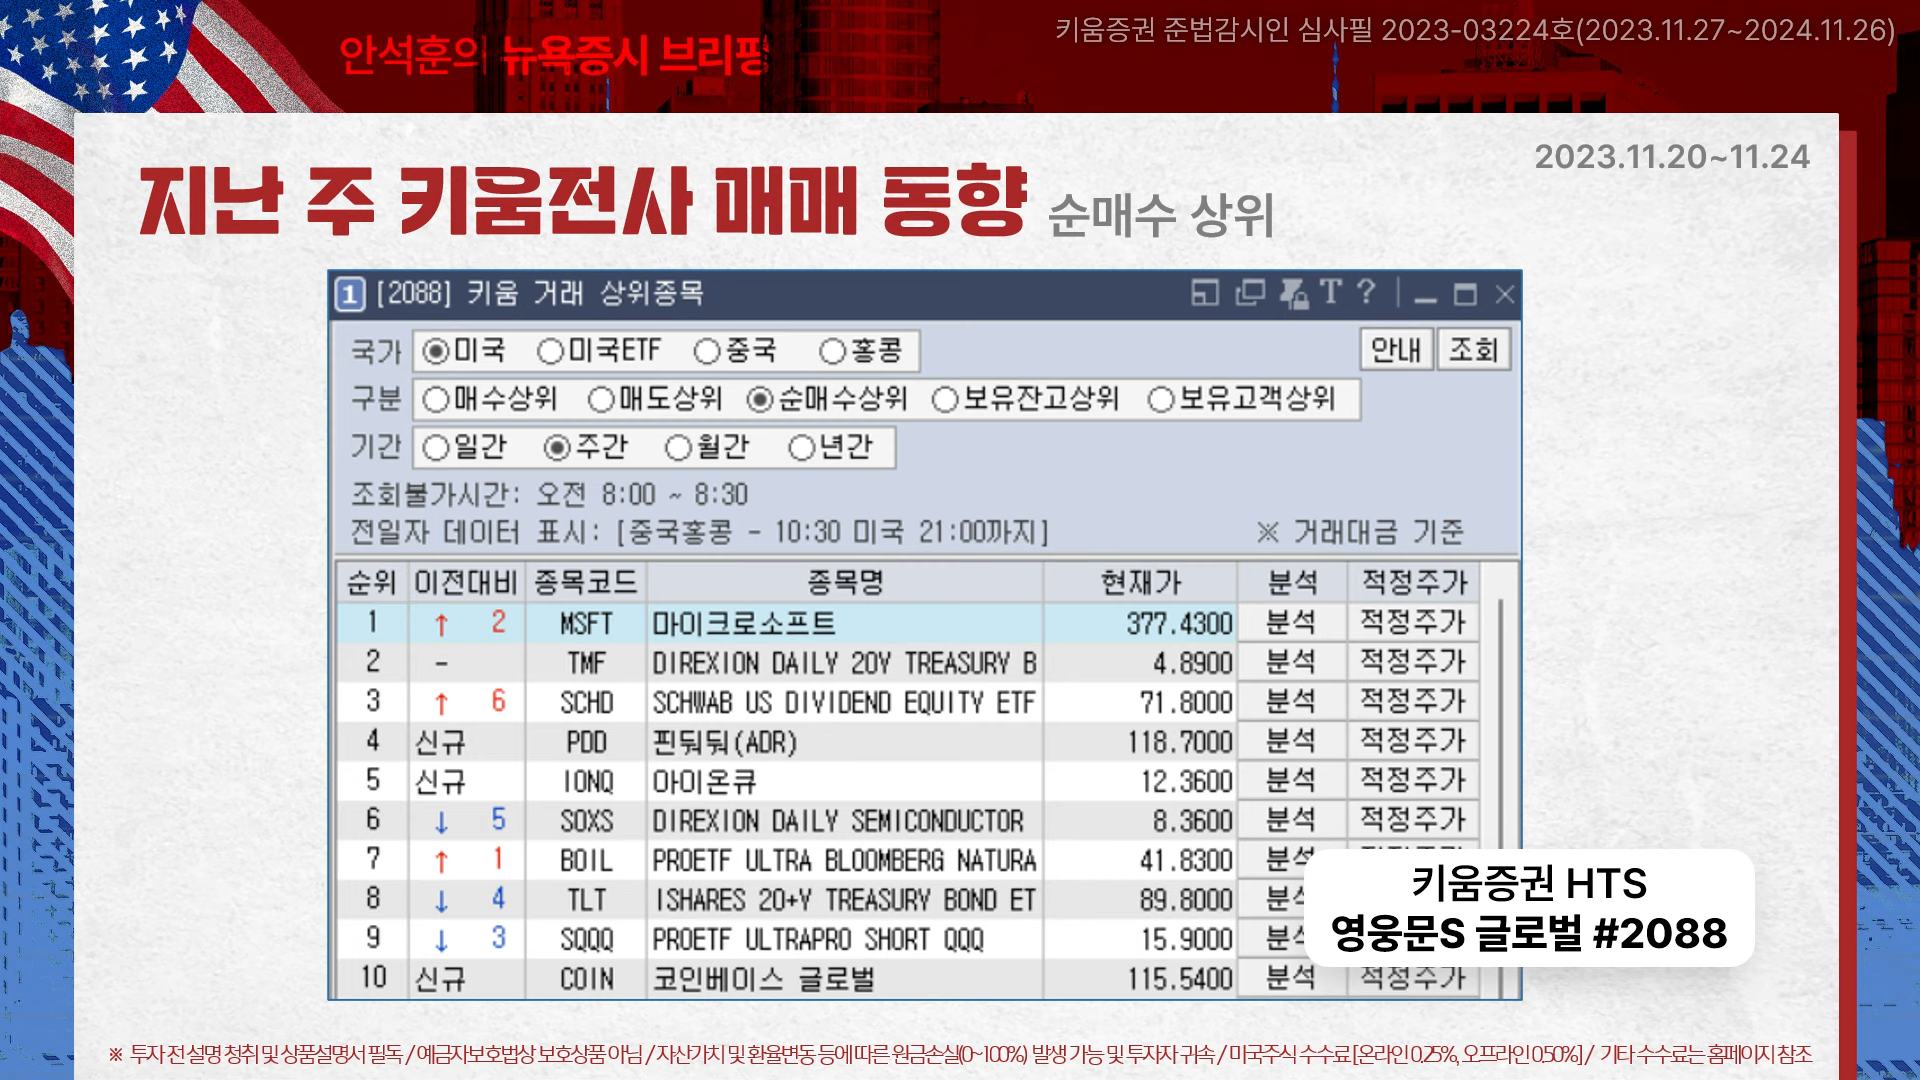 키움증권 준법감시인 심사필 2023-03224호(2023.11.27~2024.11.26)
안석훈의 뉴욕증시 브리핑
2023.11.20~11.24
지난 주 키움전사 매매 동향 순매수 상위
1 [2088] 키움 거래 상위종목 T ?
국가 미국 미국ETF 중국 홍콩 안내 조회
구분 매수상위 매도상위 순매수상위 보유잔고상위 보유고객상위
기간 일간 주간 월간 년간
조회불가시간: 오전 8:00 ~ 8:30
전일자 데이터 표시: [중국홍콩 - 10:30 미국 21:00까지] ※ 거래대금 기준
순위 이전대비 종목코드 종목명 현재가 분석 적정주가
1 ↑ 2 MSFT 마이크로소프트 377.4300 분석 적정주가
2 - TMF DIREXION DAILY 20Y TREASURY B 4.8900 분석 적정주가
3 ↑ 6 SCHD SCHWAB US DIVIDEND EQUITY ETF 71.8000 분석 적정주가
4 신규 PDD 핀둬둬(ADR) 118.7000 분석 적정주가
5 신규 IONQ 아이온큐 12.3600 분석 적정주가
6 ↓ 5 SOXS DIREXION DAILY SEMICONDUCTOR 8.3600 분석 적정주가
7 ↑ 1 BOIL PROETF ULTRA BLOOMBERG NATURA 41.8300 분석
8 ↓ 4 TLT ISHARES 20+Y TREASURY BOND ET 89.8000
9 ↓ 3 SQQQ PROETF ULTRAPRO SHORT QQQ 15.9000
10 신규 COIN 코인베이스 글로벌 115.5400 분석 적정주가
키움증권 HTS
영웅문S 글로벌 #2088
※ 투자 전 설명 청취 및 상품설명서 필독 / 예금자보호법상 보호상품 아님 / 자산가치 및 환율변동 등에 따른 원금손실(0~100%) 발생 가능 및 투자자 귀속 / 미국주식 수수료 [온라인 0.25%, 오프라인 0.50%] / 기타 수수료는 홈페이지 참조